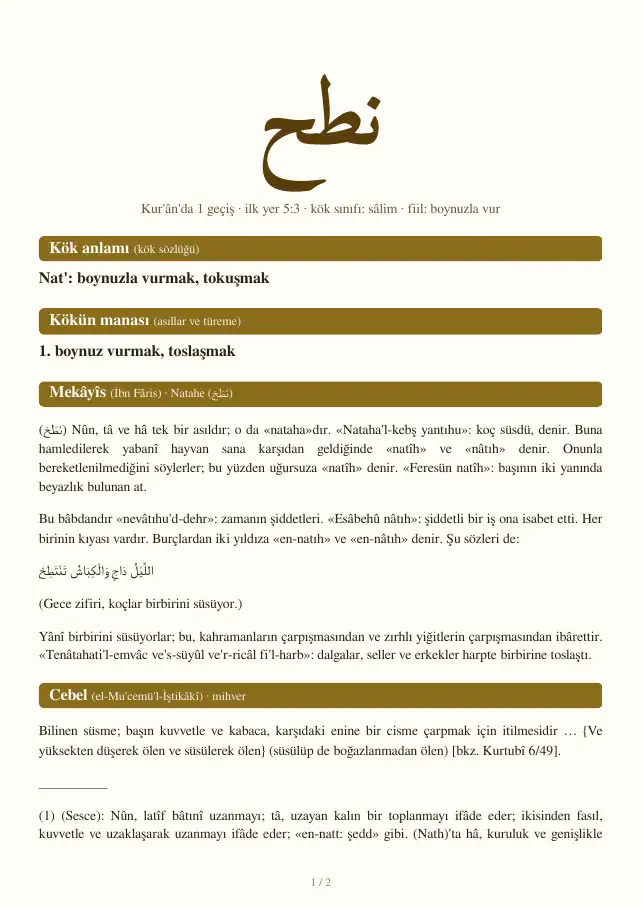 نطح
Kur'ân'da 1 geçiş · ilk yer 5:3 · kök sınıfı: sâlim · fiil: boynuzla vur
Kök anlamı (kök sözlüğü)
Nat': boynuzla vurmak, tokuşmak
Kökün manası (asıllar ve türeme)
1. boynuz vurmak, toslaşmak
Mekâyîs (İbn Fâris) · Natahe (نَطَحَ)
(نَطَحَ) Nûn, tâ ve hâ tek bir asıldır; o da «nataha»dır. «Nataha'l-kebş yantıhu»: koç süsdü, denir. Buna
hamledilerek yabanî hayvan sana karşıdan geldiğinde «natîh» ve «nâtıh» denir. Onunla
bereketlenilmediğini söylerler; bu yüzden uğursuza «natîh» denir. «Feresün natîh»: başının iki yanında
beyazlık bulunan at.
Bu bâbdandır «nevâtıhu'd-dehr»: zamanın şiddetleri. «Esâbehû nâtıh»: şiddetli bir iş ona isabet etti. Her
birinin kıyası vardır. Burçlardan iki yıldıza «en-natıh» ve «en-nâtıh» denir. Şu sözleri de:
اللَّيْلُ دَاجٍ وَالْكِبَاشُ تَنْتَطِحُ
(Gece zifiri, koçlar birbirini süsüyor.)
Yânî birbirini süsüyorlar; bu, kahramanların çarpışmasından ve zırhlı yiğitlerin çarpışmasından ibârettir.
«Tenâtahati'l-emvâc ve's-süyûl ve'r-ricâl fi'l-harb»: dalgalar, seller ve erkekler harpte birbirine toslaştı.
Cebel (el-Mu'cemü'l-İştikâkî) · mihver
Bilinen süsme; başın kuvvetle ve kabaca, karşıdaki enine bir cisme çarpmak için itilmesidir … {Ve
yüksekten düşerek ölen ve süsülerek ölen} (süsülüp de boğazlanmadan ölen) [bkz. Kurtubî 6/49].
(1) (Sesce): Nûn, latîf bâtınî uzanmayı; tâ, uzayan kalın bir toplanmayı ifâde eder; ikisinden fasıl,
kuvvetle ve uzaklaşarak uzanmayı ifâde eder; «en-natt: şedd» gibi. (Nath)'ta hâ, kuruluk ve genişlikle
1 / 2